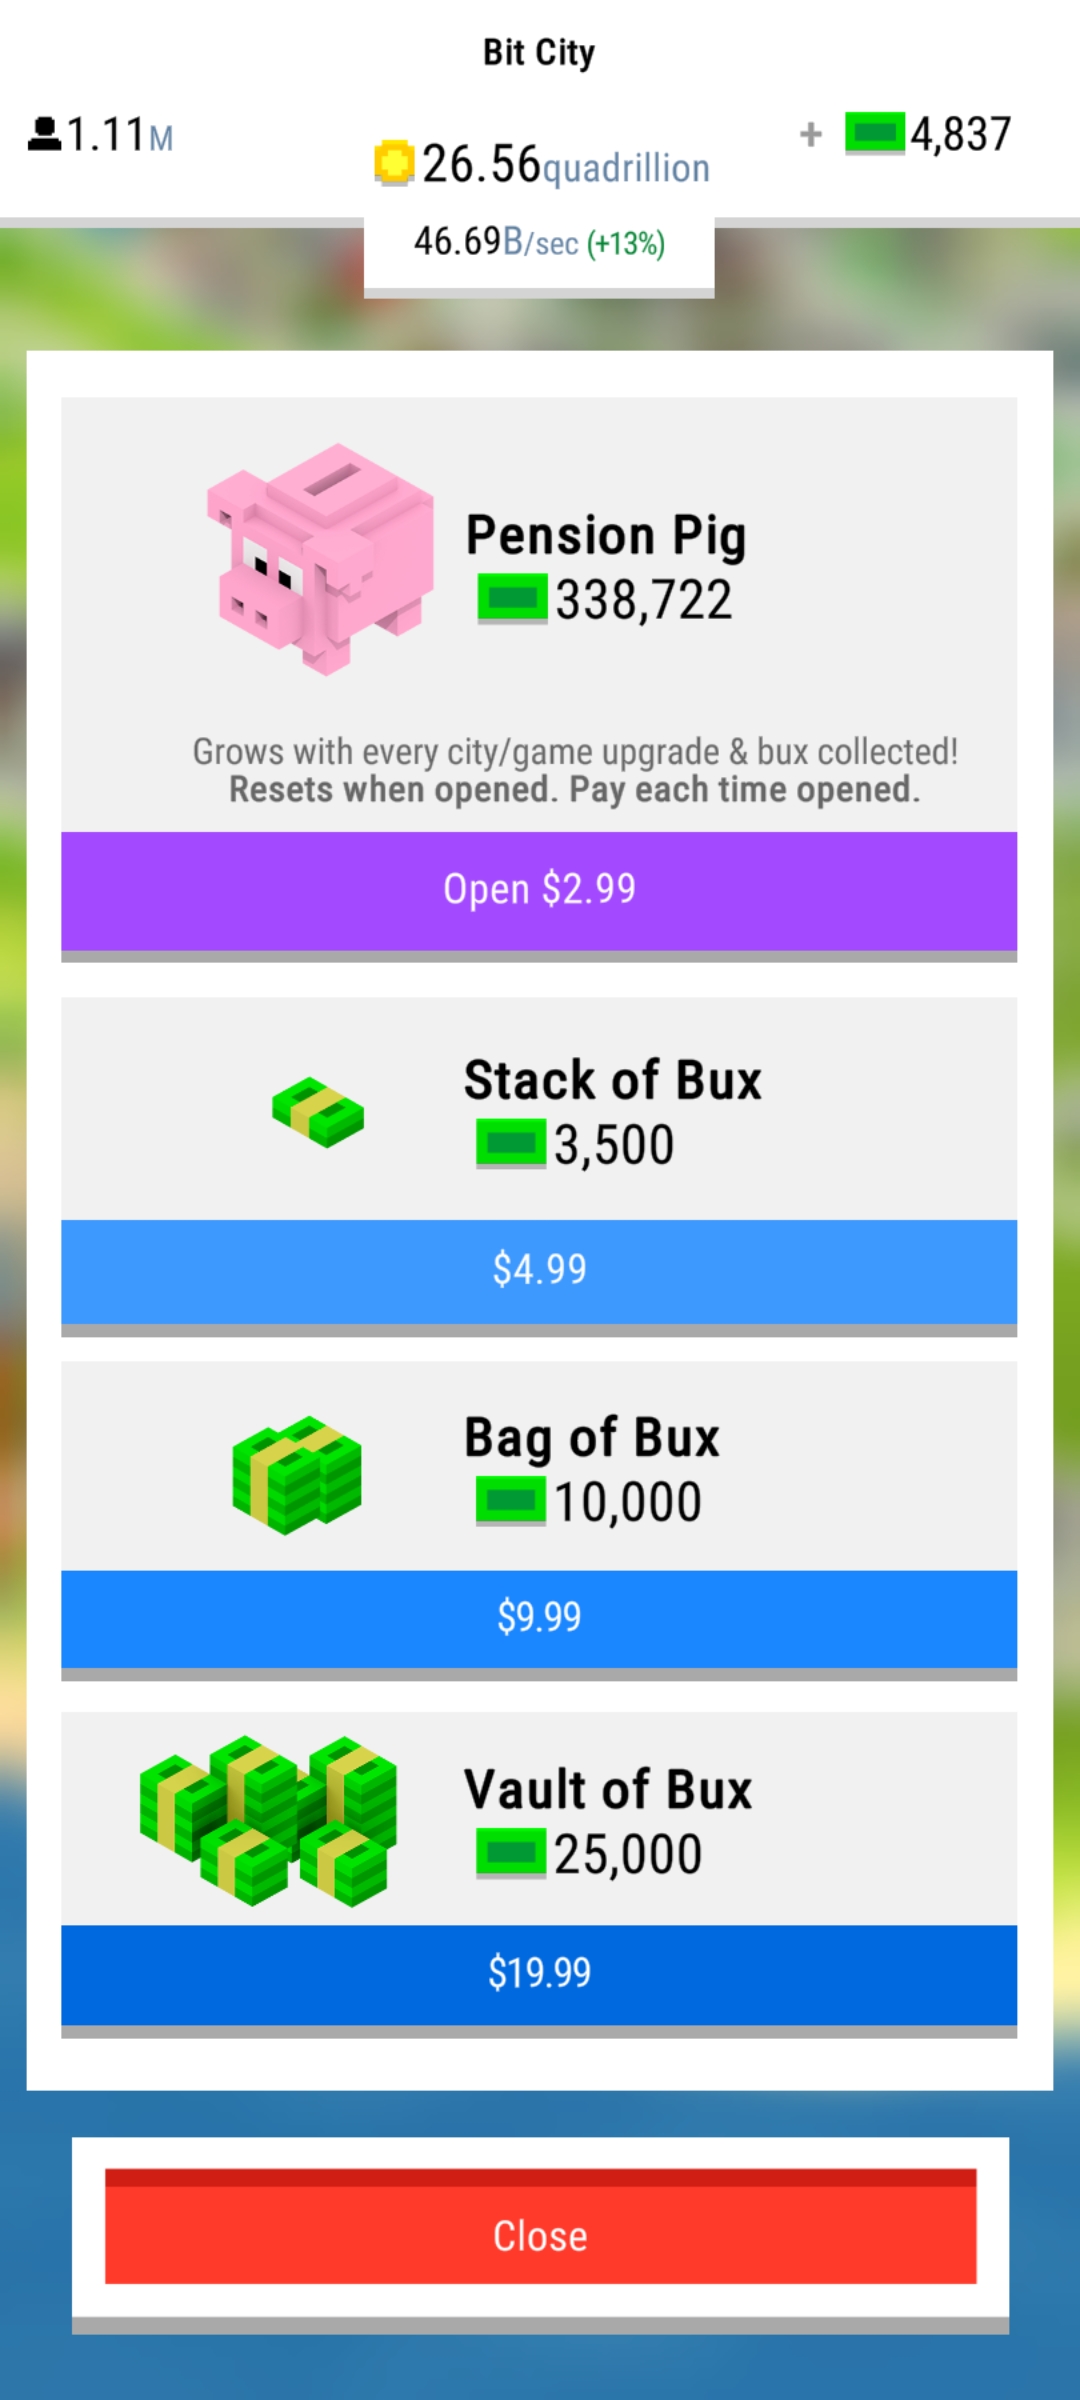 Bit City
1.11M
26.56quadrillion
+ 4,837
46.69B/sec (+13%)
Pension Pig
338,722
Grows with every city/game upgrade & bux collected!
Resets when opened. Pay each time opened.
Open $2.99
Stack of Bux
3,500
$4.99
Bag of Bux
10,000
$9.99
Vault of Bux
25,000
$19.99
Close